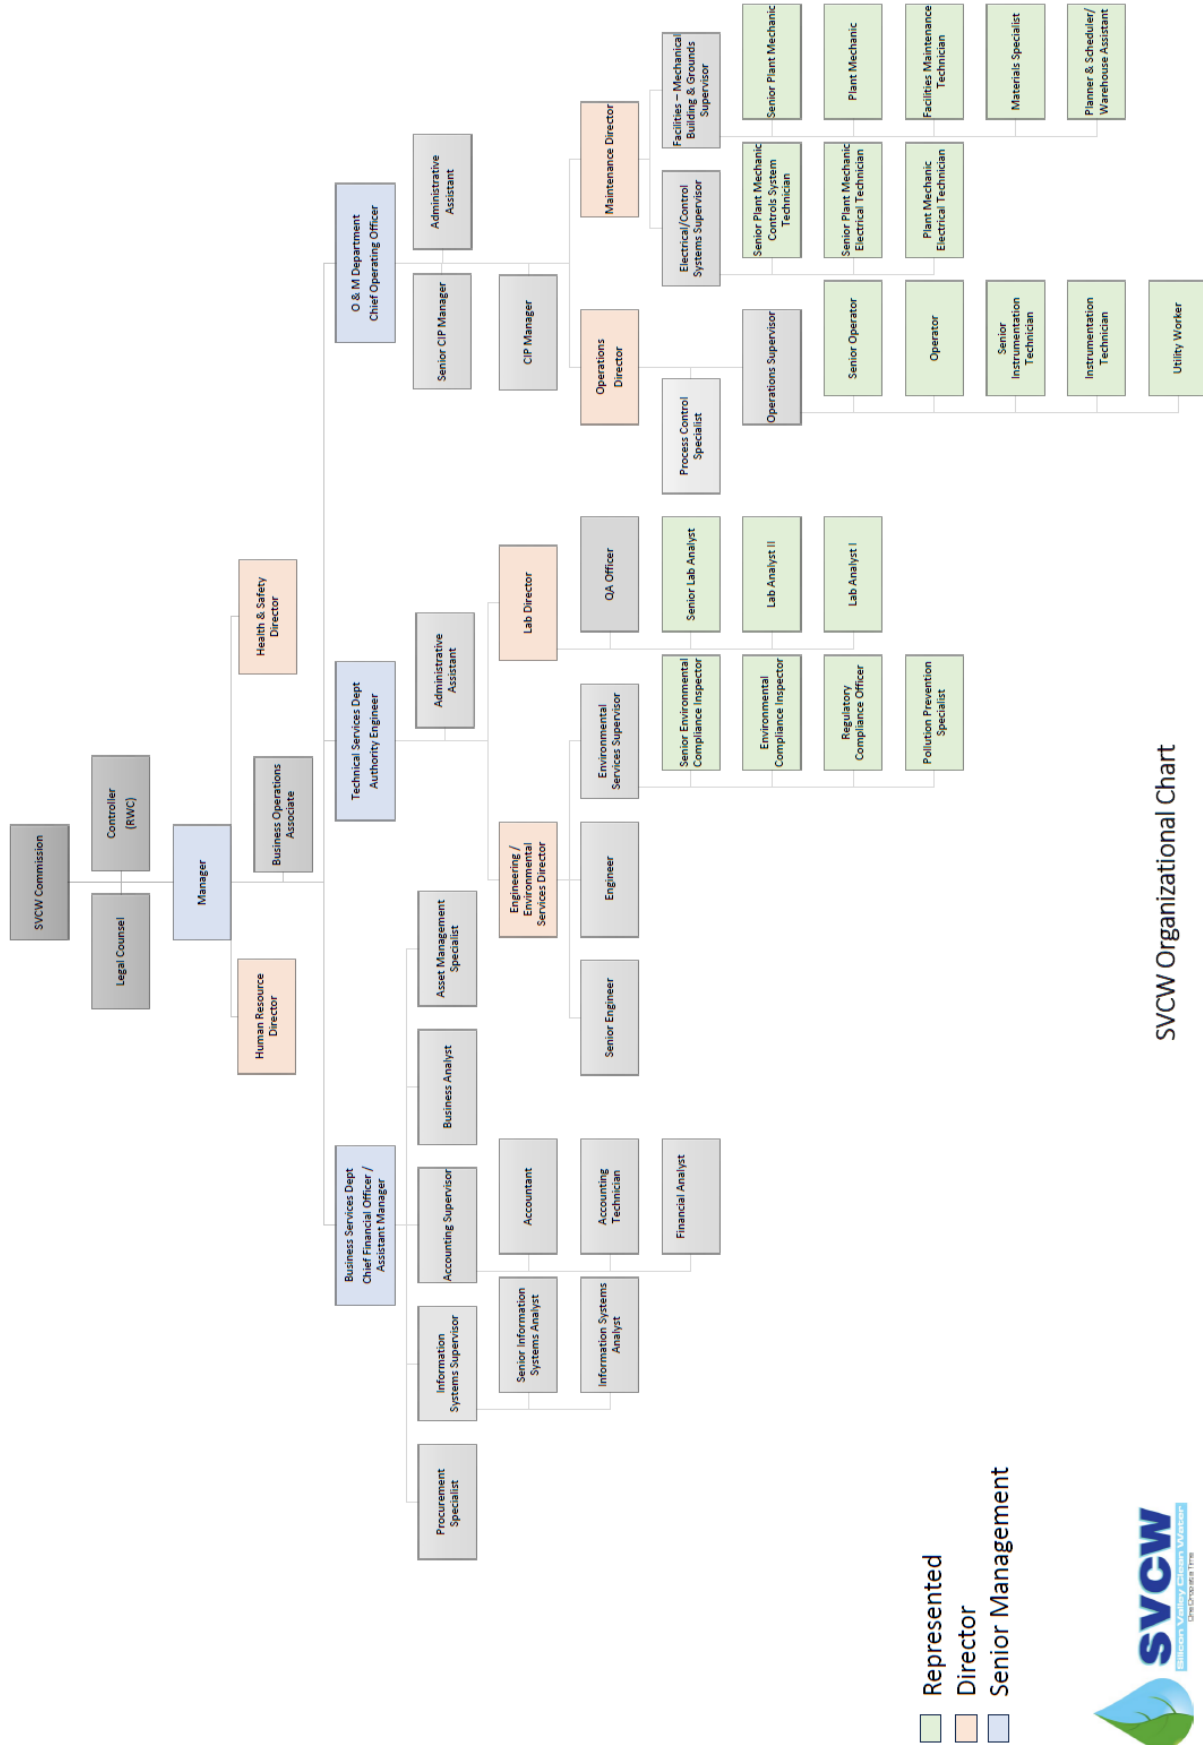 SVCW Commission
Legal Counsel
Controller
(RWC)
Manager
Business Operations
Associate
Human Resource
Director
Health & Safety
Director
Business Services Dept
Chief Financial Officer /
Assistant Manager
Technical Services Dept
Authority Engineer
O & M Department
Chief Operating Officer
Procurement
Specialist
Information
Systems Supervisor
Accounting Supervisor
Business Analyst
Asset Management
Specialist
Senior Information
Systems Analyst
Information Systems
Analyst
Accountant
Accounting
Technician
Financial Analyst
Administrative
Assistant
Engineering /
Environmental
Services Director
Lab Director
Senior Engineer
Engineer
Environmental
Services Supervisor
Senior Environmental
Compliance Inspector
Environmental
Compliance Inspector
Regulatory
Compliance Officer
Pollution Prevention
Specialist
QA Officer
Senior Lab Analyst
Lab Analyst II
Lab Analyst I
Senior CIP Manager
Administrative
Assistant
CIP Manager
Operations
Director
Maintenance Director
Process Control
Specialist
Operations Supervisor
Senior Operator
Operator
Senior
Instrumentation
Technician
Instrumentation
Technician
Utility Worker
Electrical/Control
Systems Supervisor
Senior Plant Mechanic
Controls System
Technician
Senior Plant Mechanic
Electrical Technician
Plant Mechanic
Electrical Technician
Facilities – Mechanical
Building & Grounds
Supervisor
Senior Plant Mechanic
Plant Mechanic
Facilities Maintenance
Technician
Materials Specialist
Planner & Scheduler/
Warehouse Assistant
Represented
Director
Senior Management
SVCW
Silicon Valley Clean Water
One Drop at a Time
SVCW Organizational Chart